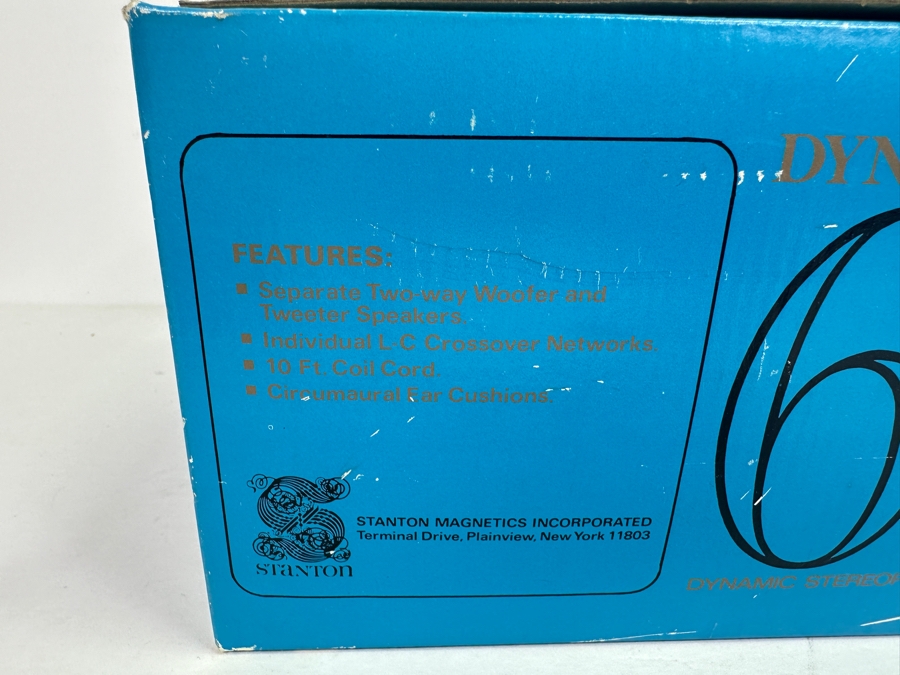 DYN
6
FEATURES:
▪ Separate Two-way Woofer and
Tweeter Speakers.
▪ Individual L-C Crossover Networks.
▪ 10 Ft. Coil Cord.
▪ Circumaural Ear Cushions.
STANTON
STANTON MAGNETICS INCORPORATED
Terminal Drive, Plainview, New York 11803
DYNAMIC STEREO